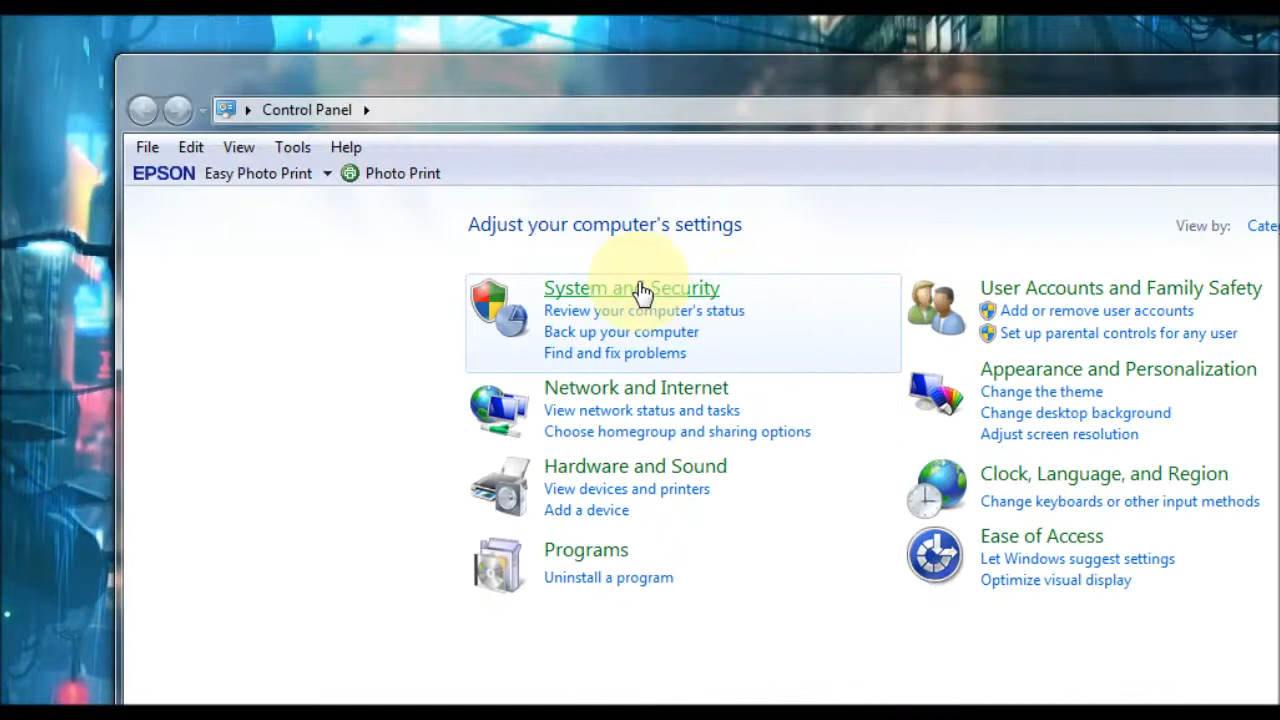 Control Panel
File Edit View Tools Help
EPSON Easy Photo Print Photo Print
Adjust your computer's settings
View by:
System and Security
Review your computer's status
Back up your computer
Find and fix problems
Network and Internet
View network status and tasks
Choose homegroup and sharing options
Hardware and Sound
View devices and printers
Add a device
Programs
Uninstall a program
User Accounts and Family Safety
Add or remove user accounts
Set up parental controls for any user
Appearance and Personalization
Change the theme
Change desktop background
Adjust screen resolution
Clock, Language, and Region
Change keyboards or other input methods
Ease of Access
Let Windows suggest settings
Optimize visual display